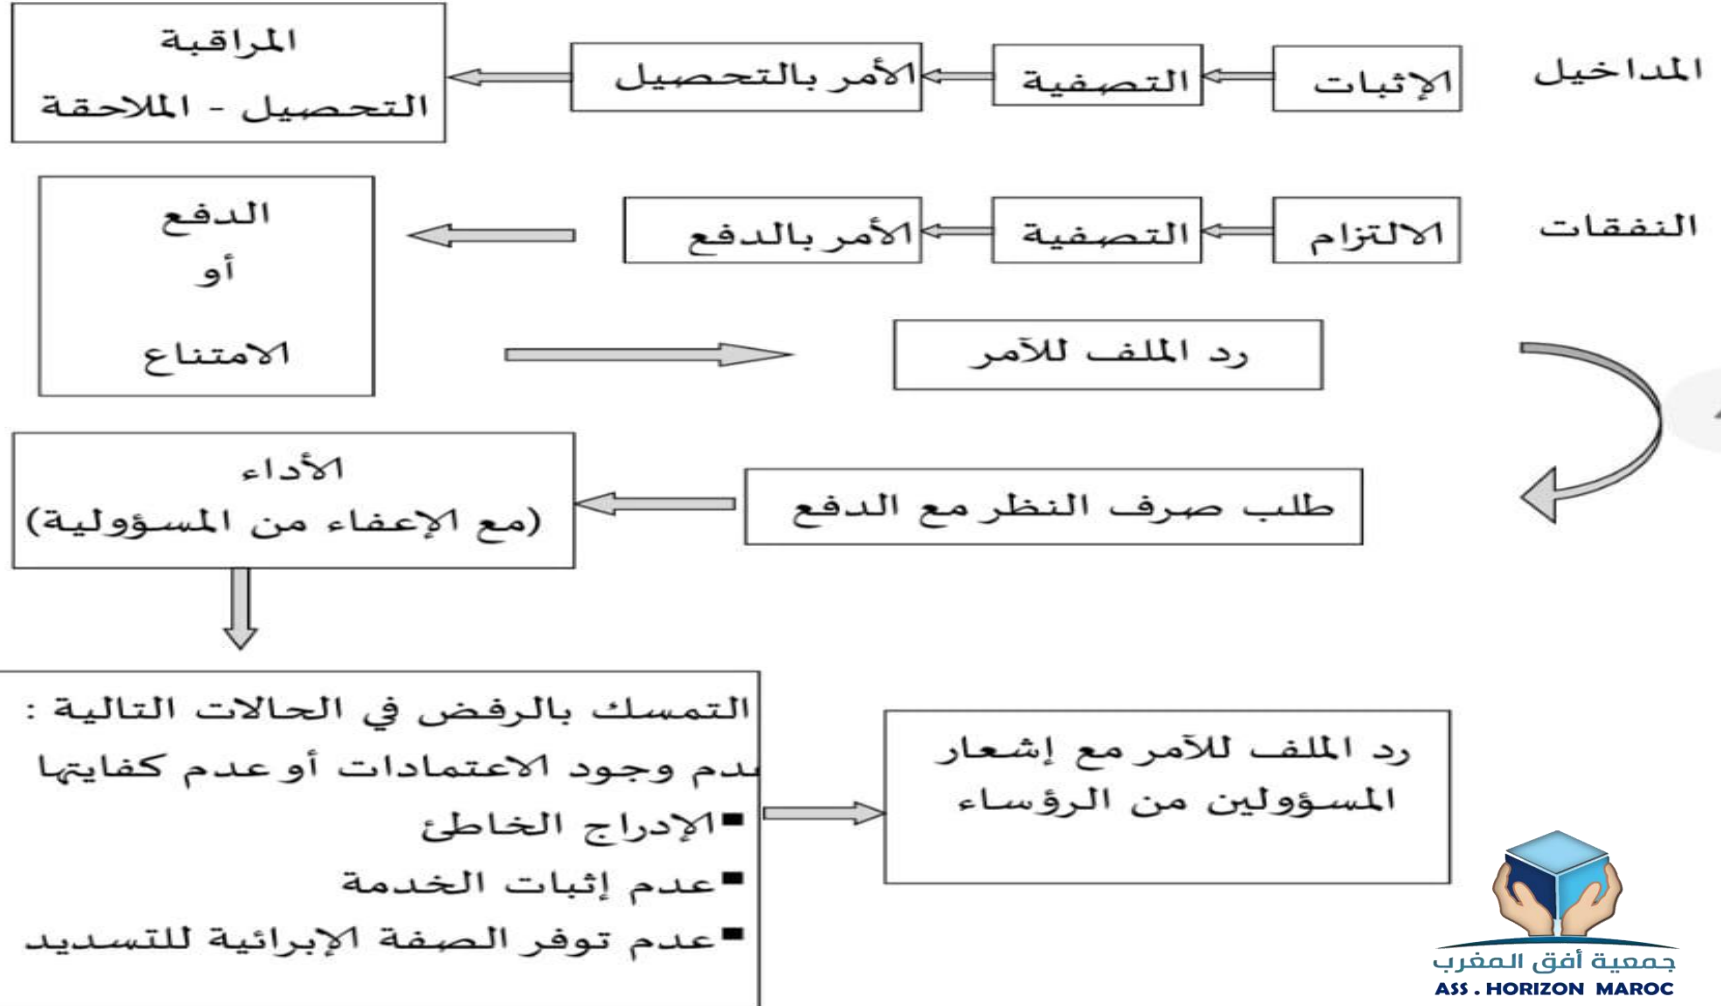 المداخيل
الإثبات
التصفية
الأمر بالتحصيل
المراقبة
التحصيل - الملاحقة
النفقات
الالتزام
التصفية
الأمر بالدفع
الدفع
أو
الامتناع
رد الملف للآمر
طلب صرف النظر مع الدفع
الأداء
(مع الإعفاء من المسؤولية)
التمسك بالرفض في الحالات التالية :
وجود الاعتمادات أو عدم كفايتها
▪الإدراج الخاطئ
▪عدم إثبات الخدمة
▪عدم توفر الصفة الإبرائية للتسديد
رد الملف للآمر مع إشعار
المسؤولين من الرؤساء
جمعية أفق المغرب
ASS . HORIZON MAROC